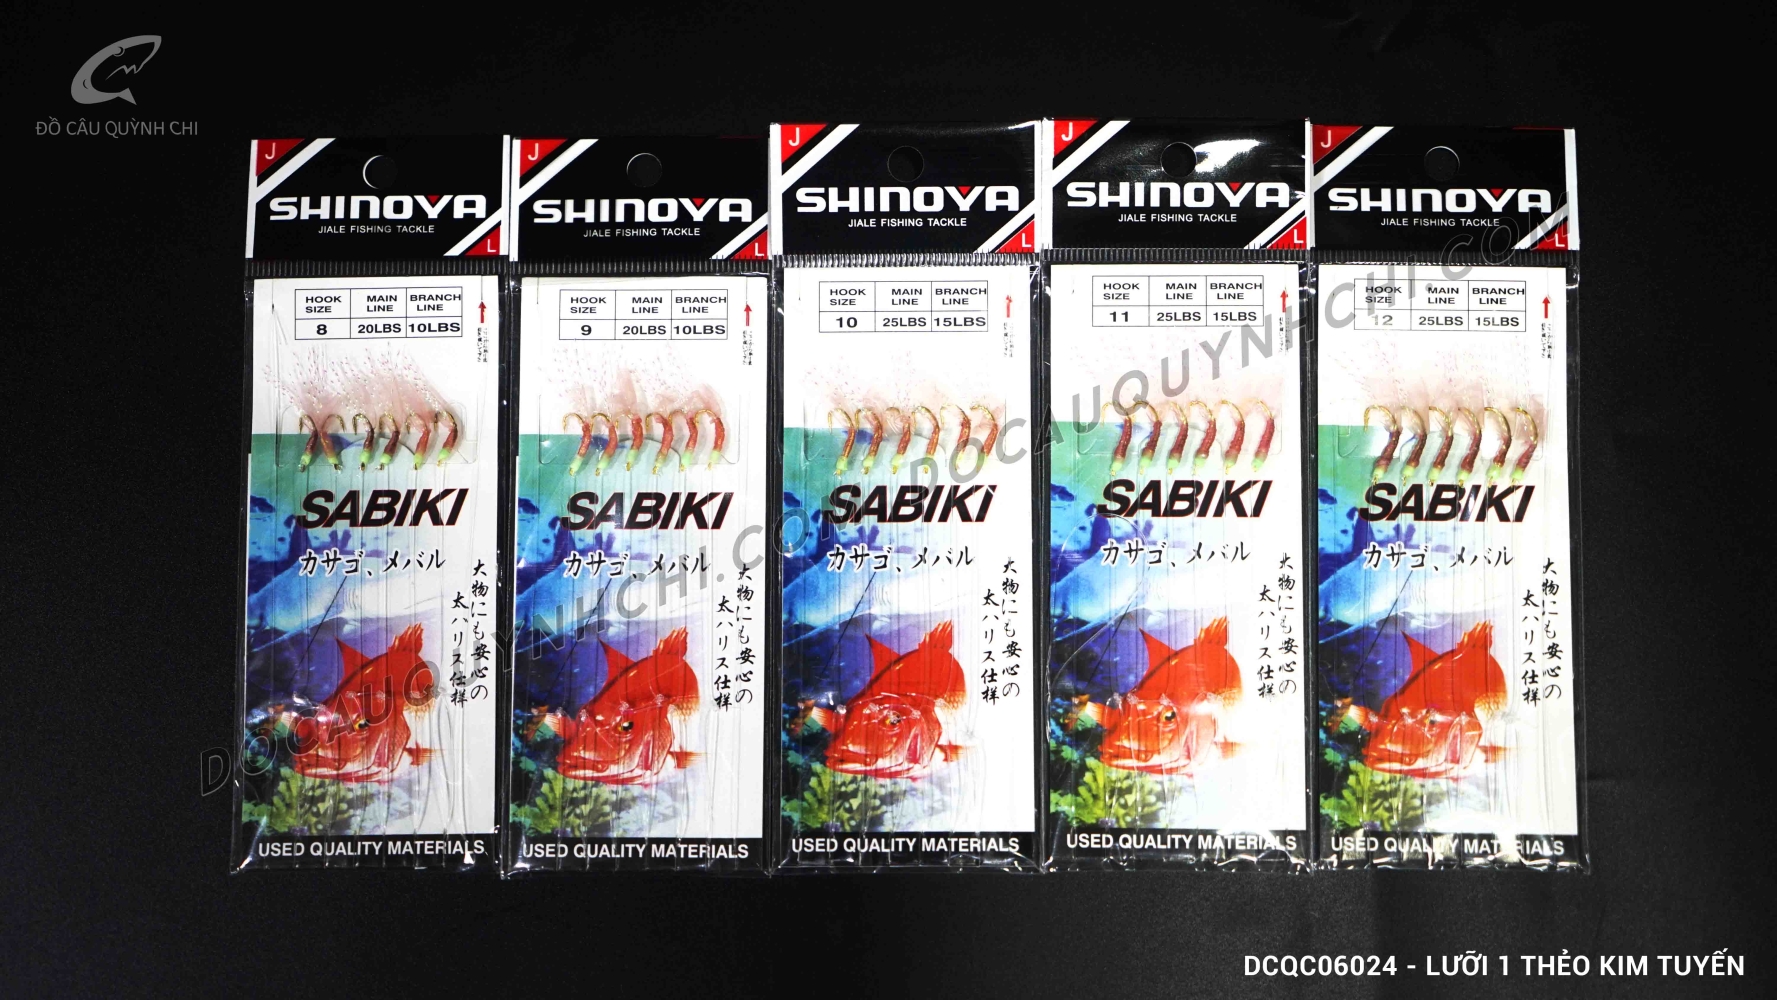 ĐỒ CÂU QUỲNH CHI
J
SHINOYA
JIALE FISHING TACKLE
L
HOOK SIZE MAIN LINE BRANCH LINE
8 20LBS 10LBS
SABIKI
カサゴ、メバル
大物にも安心の
太ハリス仕様
USED QUALITY MATERIALS
J
SHINOYA
JIALE FISHING TACKLE
L
HOOK SIZE MAIN LINE BRANCH LINE
9 20LBS 10LBS
SABIKI
カサゴ、メバル
大物にも安心の
太ハリス仕様
USED QUALITY MATERIALS
J
SHINOYA
JIALE FISHING TACKLE
L
HOOK SIZE MAIN LINE BRANCH LINE
10 25LBS 15LBS
SABIKI
カサゴ、メバル
大物にも安心の
太ハリス仕様
USED QUALITY MATERIALS
J
SHINOYA
JIALE FISHING TACKLE
L
HOOK SIZE MAIN LINE BRANCH LINE
11 25LBS 15LBS
SABIKI
カサゴ、メバル
大物にも安心の
太ハリス仕様
USED QUALITY MATERIALS
J
SHINOYA
JIALE FISHING TACKLE
L
HOOK SIZE MAIN LINE BRANCH LINE
12 25LBS 15LBS
SABIKI
カサゴ、メバル
大物にも安心の
太ハリス仕様
USED QUALITY MATERIALS
DOCAUQUYNHCHI.COM DOCAUQUYNHCHI.COM
DCQC06024 - LƯỠI 1 THẺO KIM TUYẾN